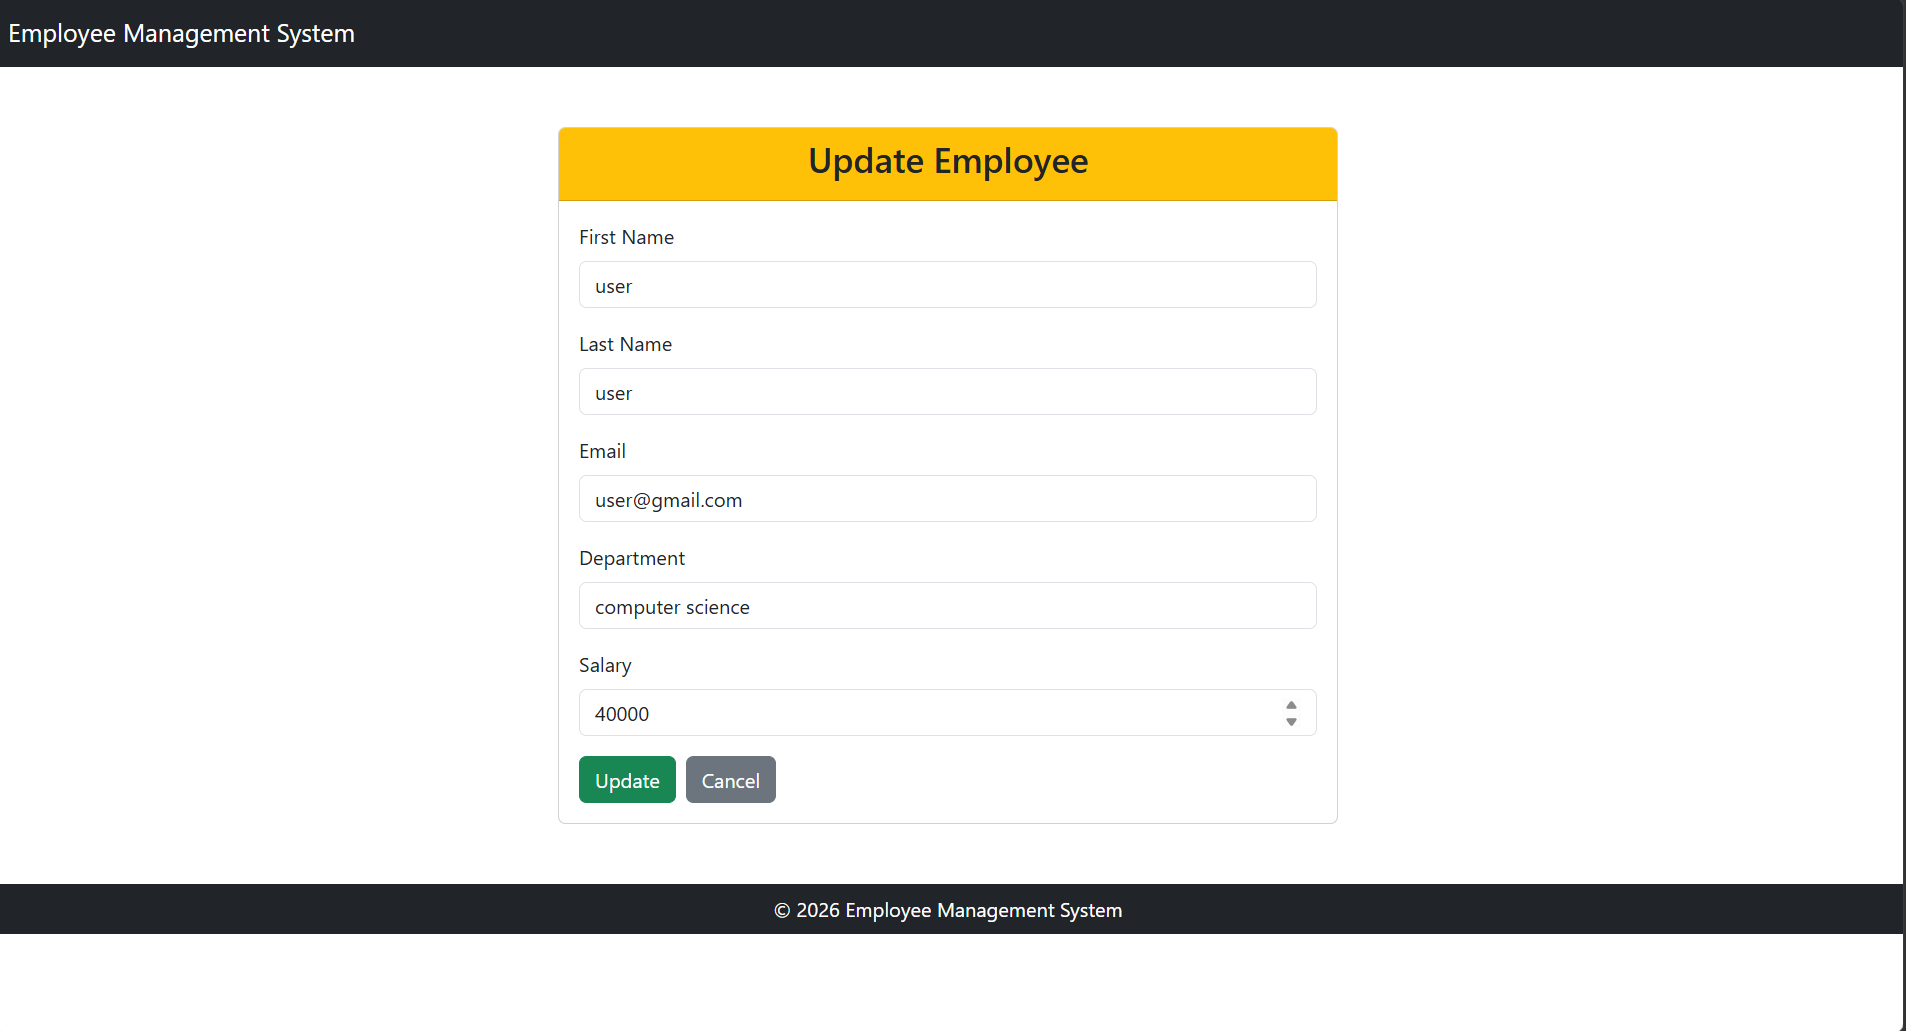 Employee Management System
Update Employee
First Name
user
Last Name
user
Email
user@gmail.com
Department
computer science
Salary
40000
Update Cancel
© 2026 Employee Management System